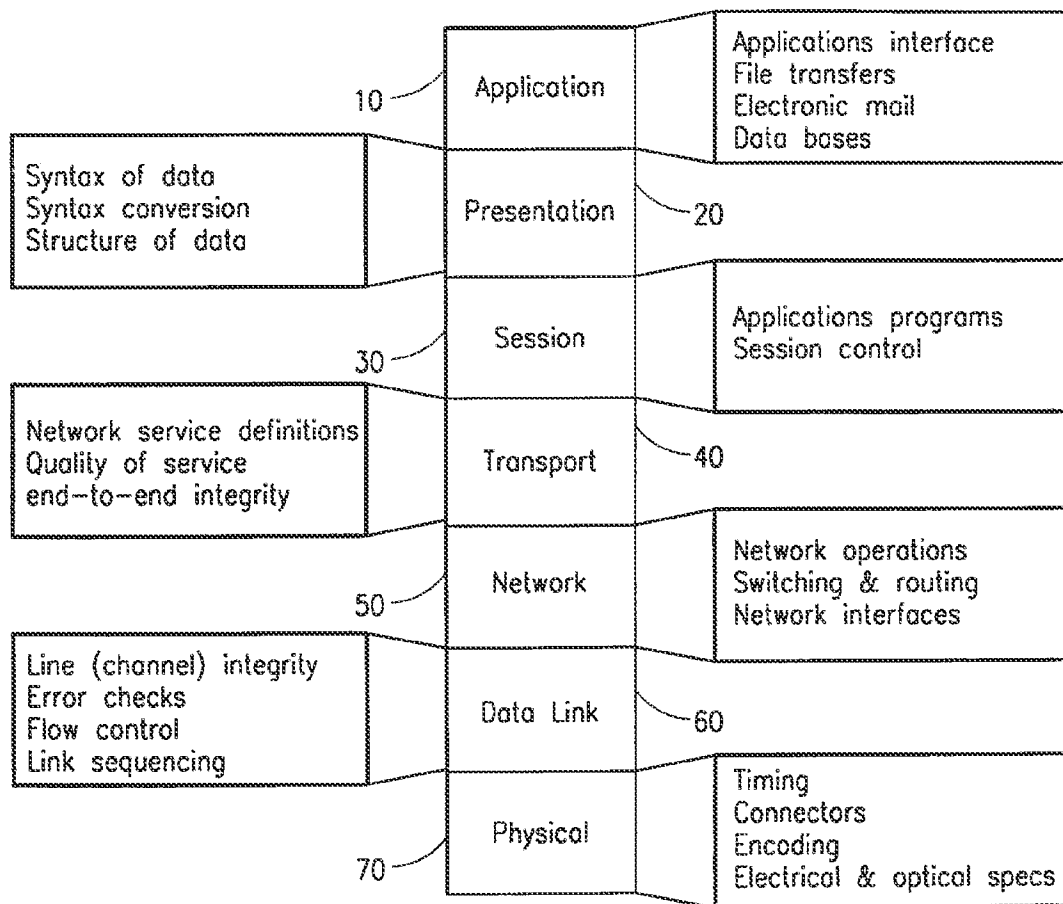 10
Application
Applications interface
File transfers
Electronic mail
Data bases
Syntax of data
Syntax conversion
Structure of data
Presentation
20
30
Session
Applications programs
Session control
Network service definitions
Quality of service
end-to-end integrity
Transport
40
50
Network
Network operations
Switching & routing
Network interfaces
Line (channel) integrity
Error checks
Flow control
Link sequencing
Data Link
60
70
Physical
Timing
Connectors
Encoding
Electrical & optical specs